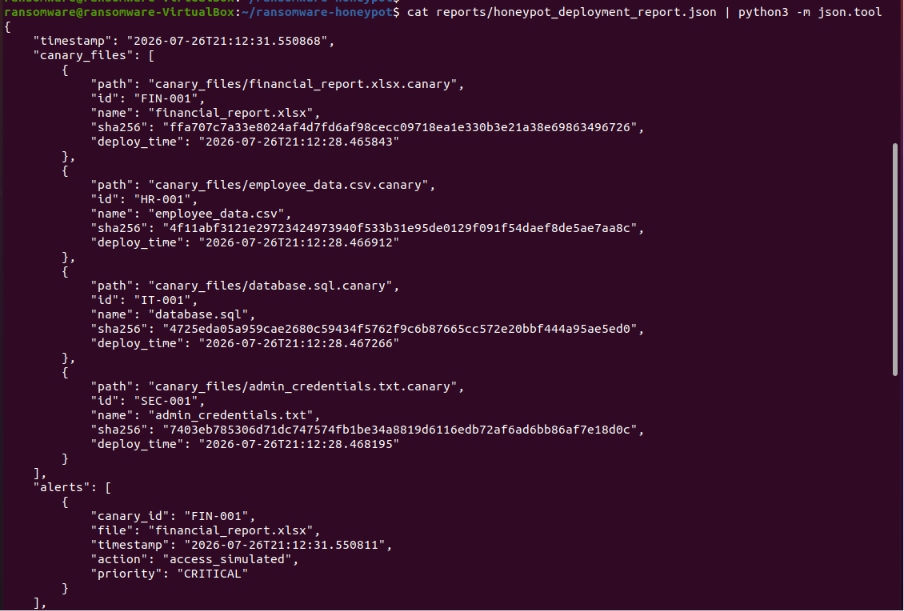 ransomware@ransomware-VirtualBox:~/ransomware-honeypot$
ransomware@ransomware-VirtualBox:~/ransomware-honeypot$ cat reports/honeypot_deployment_report.json | python3 -m json.tool
{
    "timestamp": "2026-07-26T21:12:31.550868",
    "canary_files": [
        {
            "path": "canary_files/financial_report.xlsx.canary",
            "id": "FIN-001",
            "name": "financial_report.xlsx",
            "sha256": "ffa707c7a33e8024af4d7fd6af98cecc09718ea1e330b3e21a38e69863496726",
            "deploy_time": "2026-07-26T21:12:28.465843"
        },
        {
            "path": "canary_files/employee_data.csv.canary",
            "id": "HR-001",
            "name": "employee_data.csv",
            "sha256": "4f11abf3121e29723424973940f533b31e95de0129f091f54daef8de5ae7aa8c",
            "deploy_time": "2026-07-26T21:12:28.466912"
        },
        {
            "path": "canary_files/database.sql.canary",
            "id": "IT-001",
            "name": "database.sql",
            "sha256": "4725eda05a959cae2680c59434f5762f9c6b87665cc572e20bbf444a95ae5ed0",
            "deploy_time": "2026-07-26T21:12:28.467266"
        },
        {
            "path": "canary_files/admin_credentials.txt.canary",
            "id": "SEC-001",
            "name": "admin_credentials.txt",
            "sha256": "7403eb785306d71dc747574fb1be34a8819d6116edb72af6ad6bb86af7e18d0c",
            "deploy_time": "2026-07-26T21:12:28.468195"
        }
    ],
    "alerts": [
        {
            "canary_id": "FIN-001",
            "file": "financial_report.xlsx",
            "timestamp": "2026-07-26T21:12:31.550811",
            "action": "access_simulated",
            "priority": "CRITICAL"
        }
    ],